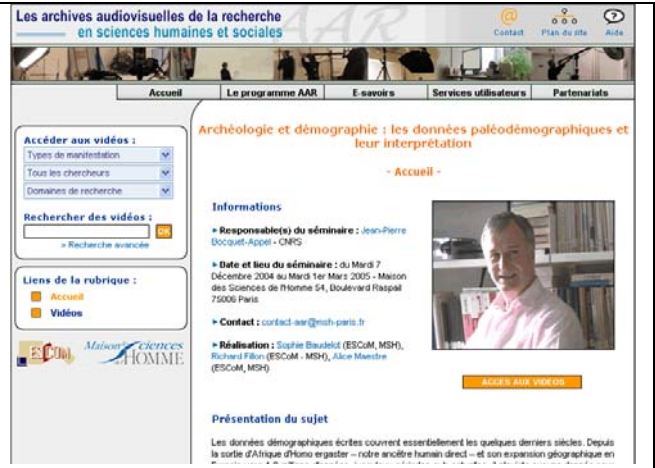 Les archives audiovisuelles de la recherche
en sciences humaines et sociales
AAR
Contact
Plan du site
Aide
Accueil
Le programme AAR
E-savoirs
Services utilisateurs
Partenariats
Accéder aux vidéos :
Types de manifestation
Tous les chercheurs
Domaines de recherche
Rechercher des vidéos :
OK
» Recherche avancée
Liens de la rubrique :
Accueil
Vidéos
ESCoM
Maison Sciences
HOMME
Archéologie et démographie : les données paléodémographiques et
leur interprétation
- Accueil -
Informations
Responsable(s) du séminaire : Jean-Pierre
Bocquet-Appel - CNRS
Date et lieu du séminaire : du Mardi 7
Décembre 2004 au Mardi 1er Mars 2005 - Maison
des Sciences de l'Homme 54, Boulevard Raspail
75006 Paris
Contact : contact-aar@msh-paris.fr
Réalisation : Sophie Baudelot (ESCoM, MSH),
Richard Fillon (ESCoM - MSH), Alice Maestre
(ESCoM, MSH)
ACCES AUX VIDEOS
Présentation du sujet
Les données démographiques écrites couvrent essentiellement les quelques derniers siècles. Depuis
la sortie d'Afrique d'Homo ergaster – notre ancêtre humain direct – et son expansion géographique en